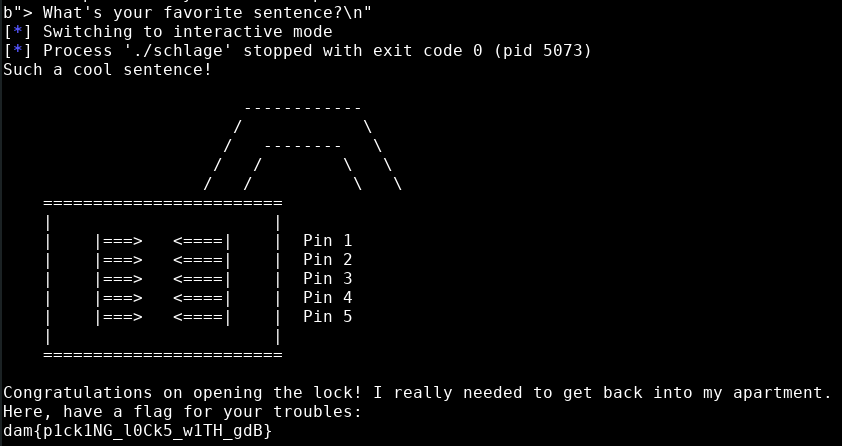 b"> What's your favorite sentence?\n"
[*] Switching to interactive mode
[*] Process './schlage' stopped with exit code 0 (pid 5073)
Such a cool sentence!
                        ------------
                       /            \
                      /   --------   \
                     /   /        \   \
                    /   /          \   \
    ========================
    |                      |
    |    |===>   <====|    |  Pin 1
    |    |===>   <====|    |  Pin 2
    |    |===>   <====|    |  Pin 3
    |    |===>   <====|    |  Pin 4
    |    |===>   <====|    |  Pin 5
    |                      |
    ========================
Congratulations on opening the lock! I really needed to get back into my apartment.
Here, have a flag for your troubles:
dam{p1ck1NG_l0Ck5_w1TH_gdB}